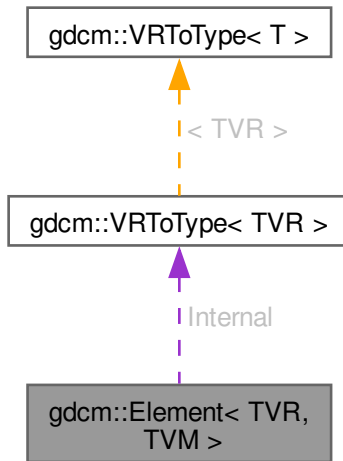 gdcm::VRToType< T >
< TVR >
gdcm::VRToType< TVR >
Internal
gdcm::Element< TVR,
TVM >